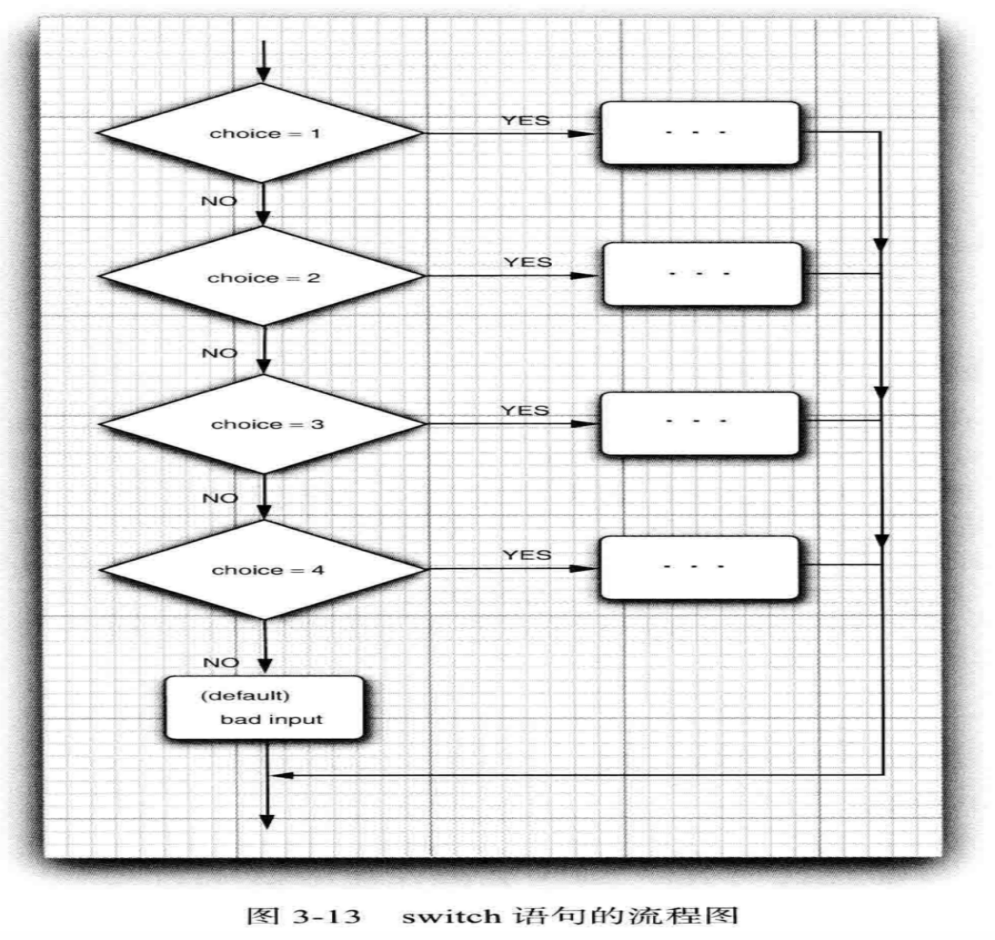 choice = 1
YES
. . .
NO
choice = 2
YES
. . .
NO
choice = 3
YES
. . .
NO
choice = 4
YES
. . .
NO
(default)
bad input
图 3-13 switch 语句的流程图